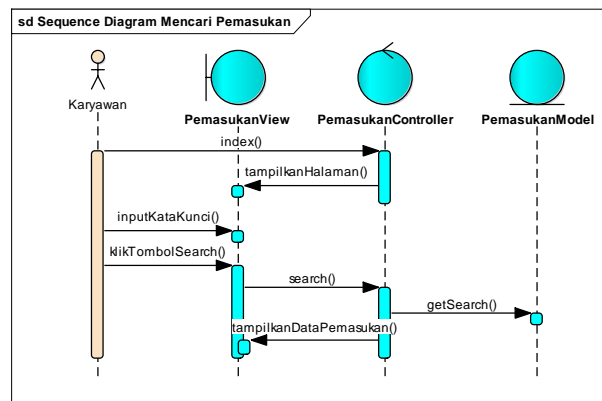 sd Sequence Diagram Mencari Pemasukan
Karyawan
PemasukanView
PemasukanController
PemasukanModel
index()
tampilkanHalaman()
inputKataKunci()
klikTombolSearch()
search()
getSearch()
tampilkanDataPemasukan()